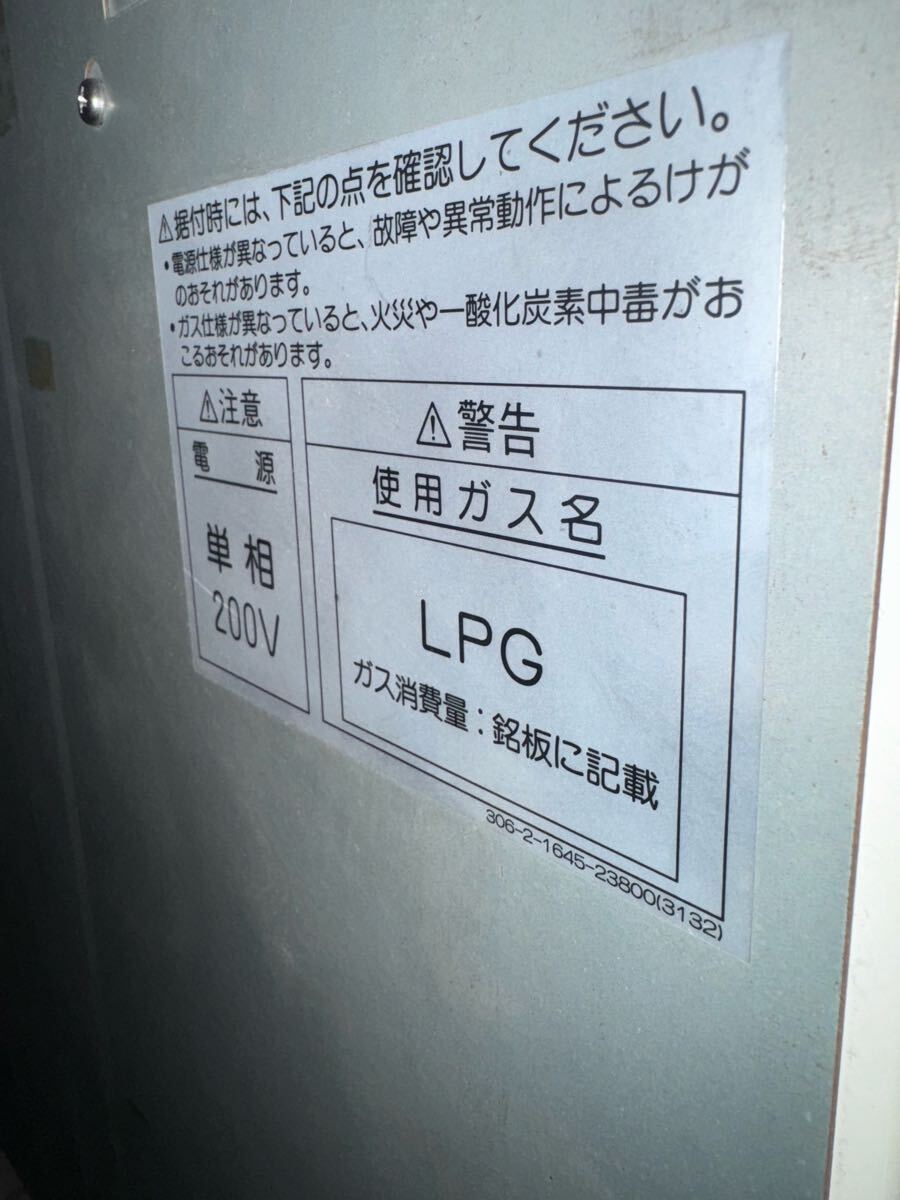 ⚠据付時には、下記の点を確認してください。
・電源仕様が異なっていると、故障や異常動作によるけが
のおそれがあります。
・ガス仕様が異なっていると、火災や一酸化炭素中毒がお
こるおそれがあります。
⚠注意
電 源
単相
200V
⚠警告
使用ガス名
LPG
ガス消費量：銘板に記載
306-2-1645-23800(3132)